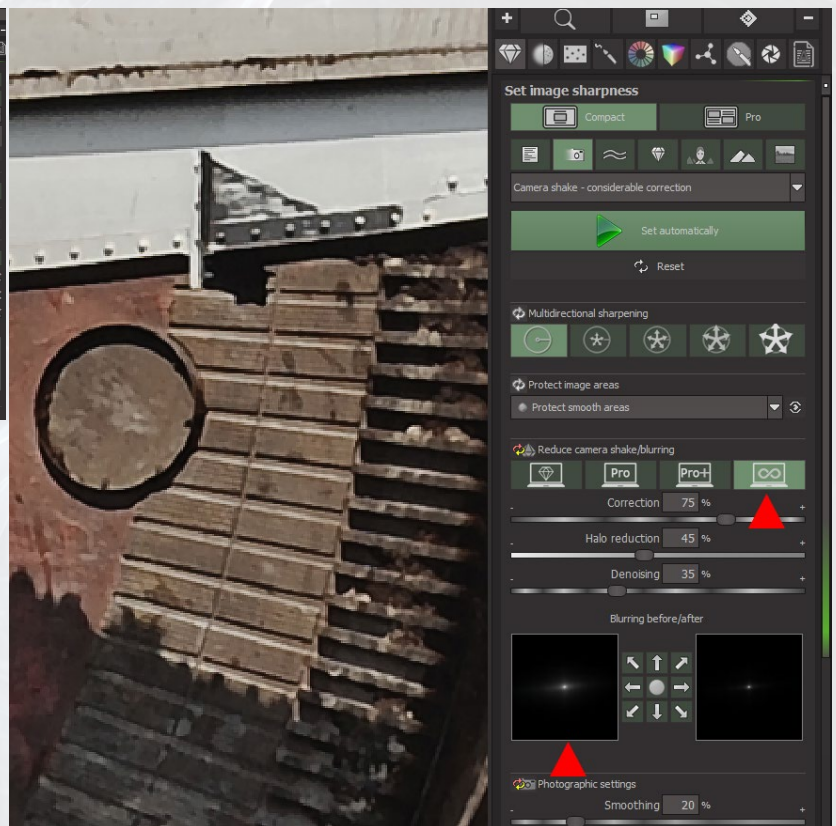 + -
Set image sharpness
Compact Pro
Camera shake - considerable correction
Set automatically
Reset
Multidirectional sharpening
Protect image areas
Protect smooth areas
Reduce camera shake/blurring
Pro Pro+
- Correction 75 % +
- Halo reduction 45 % +
- Denoising 35 % +
Blurring before/after
Photographic settings
- Smoothing 20 % +